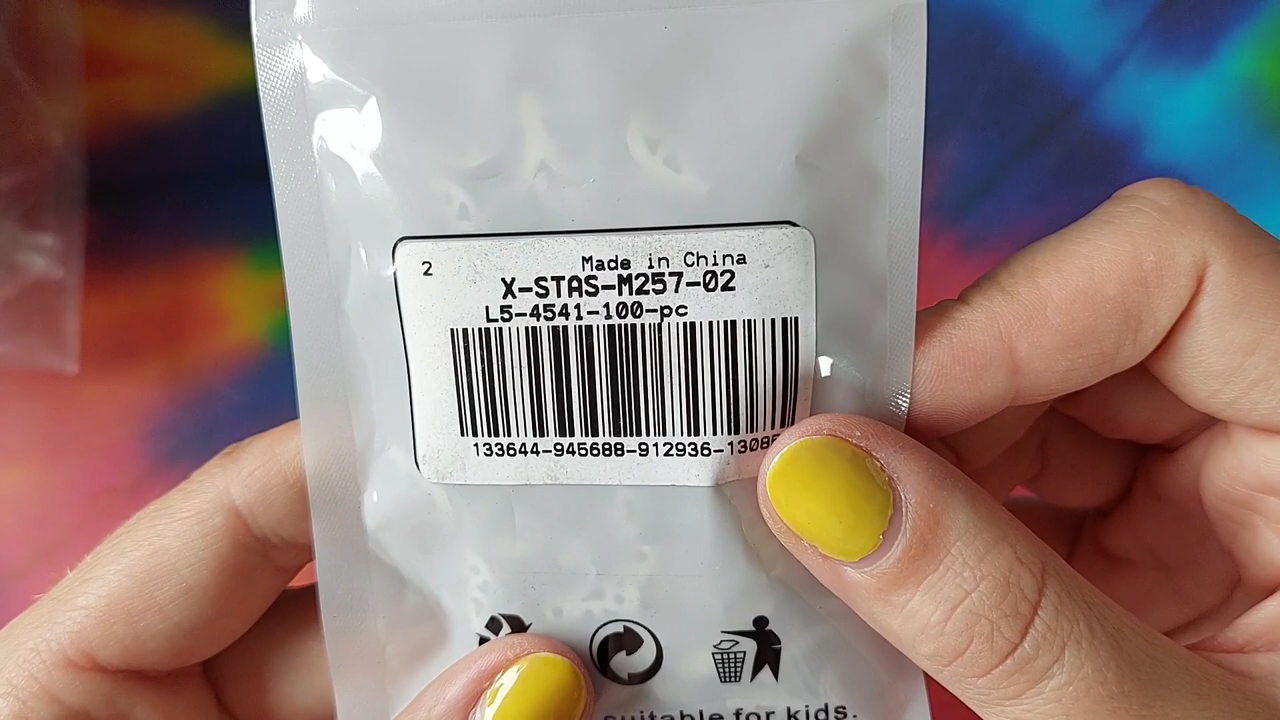 2
Made in China
X-STAS-M257-02
L5-4541-100-pc
133644-945688-912936-1308
suitable for kids.